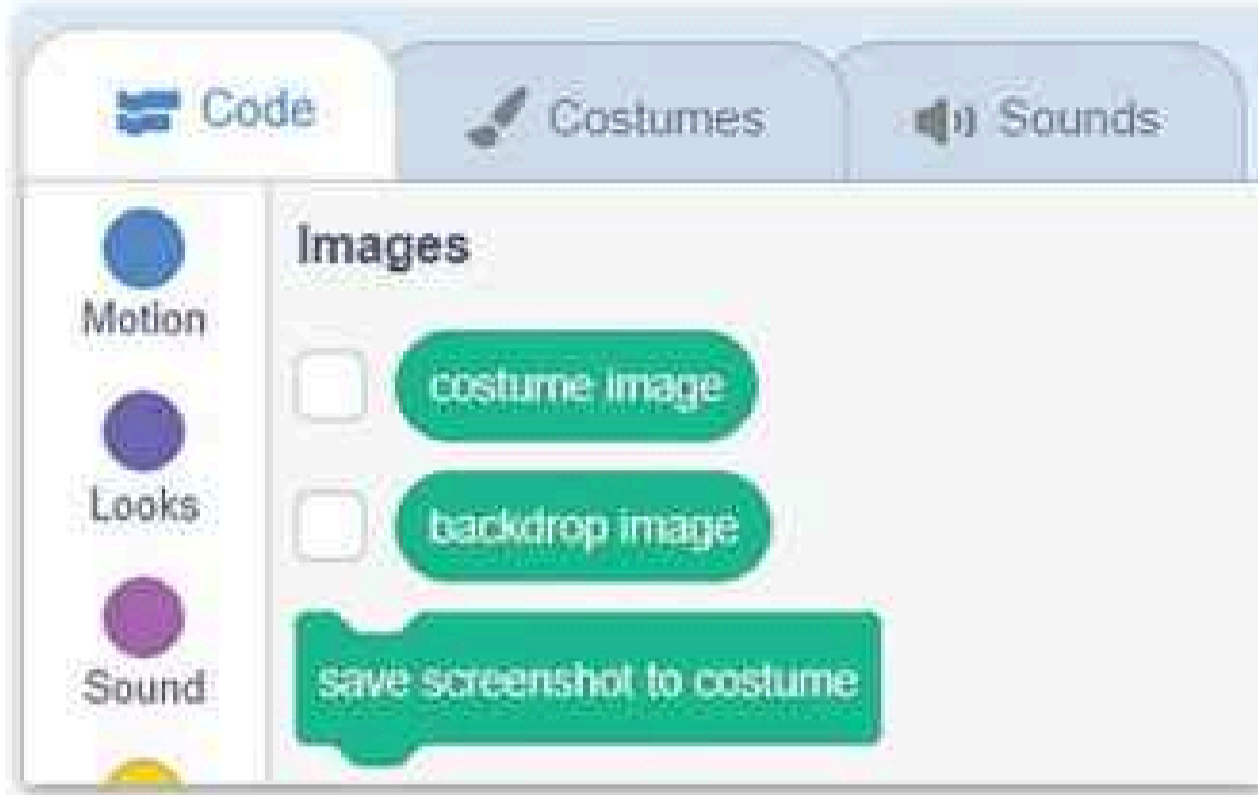 Code Costumes Sounds
Images
Motion
costume image
Looks
backdrop image
Sound
save screenshot to costume